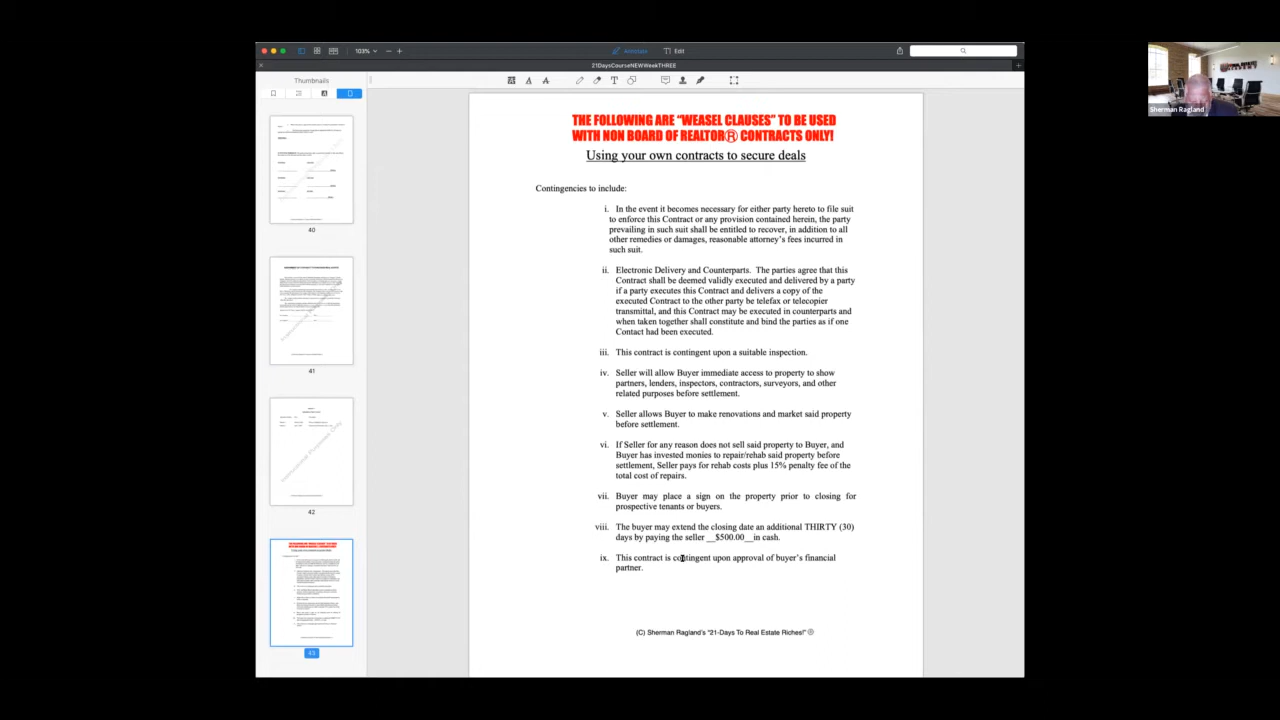 103%
Annotate
Edit
21DaysCourseNEWWeekTHREE
Thumbnails
40
41
42
43
THE FOLLOWING ARE “WEASEL CLAUSES” TO BE USED
WITH NON BOARD OF REALTOR® CONTRACTS ONLY!
Using your own contracts to secure deals
Contingencies to include:
i. In the event it becomes necessary for either party hereto to file suit
to enforce this Contract or any provision contained herein, the party
prevailing in such suit shall be entitled to recover, in addition to all
other remedies or damages, reasonable attorney’s fees incurred in
such suit.
ii. Electronic Delivery and Counterparts. The parties agree that this
Contract shall be deemed validly executed and delivered by a party
if a party executes this Contract and delivers a copy of the
executed Contract to the other party be telefax or telecopier
transmittal, and this Contract may be executed in counterparts and
when taken together shall constitute and bind the parties as if one
Contact had been executed.
iii. This contract is contingent upon a suitable inspection.
iv. Seller will allow Buyer immediate access to property to show
partners, lenders, inspectors, contractors, surveyors, and other
related purposes before settlement.
v. Seller allows Buyer to make renovations and market said property
before settlement.
vi. If Seller for any reason does not sell said property to Buyer, and
Buyer has invested monies to repair/rehab said property before
settlement, Seller pays for rehab costs plus 15% penalty fee of the
total cost of repairs.
vii. Buyer may place a sign on the property prior to closing for
prospective tenants or buyers.
viii. The buyer may extend the closing date an additional THIRTY (30)
days by paying the seller __$500.00__in cash.
ix. This contract is contingent upon approval of buyer’s financial
partner.
(C) Sherman Ragland’s “21-Days To Real Estate Riches!” ®
Sherman Ragland